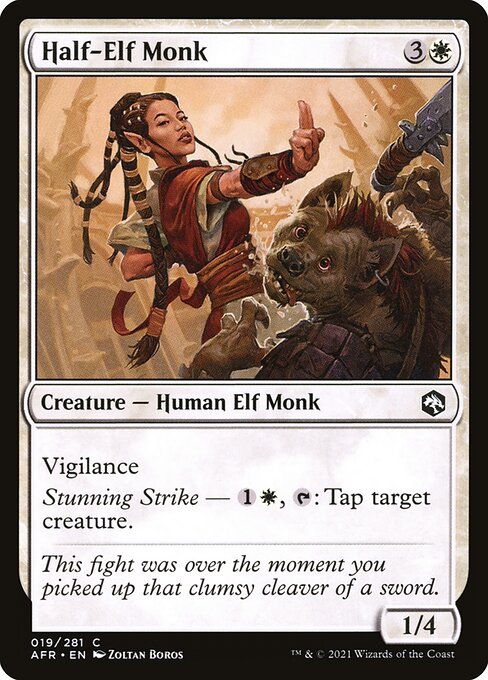 Half-Elf Monk 3
Creature — Human Elf Monk
Vigilance
Stunning Strike — 1, : Tap target
creature.
This fight was over the moment you
picked up that clumsy cleaver of a sword.
1/4
019/281 C
AFR • EN Zoltan Boros
™ & © 2021 Wizards of the Coast